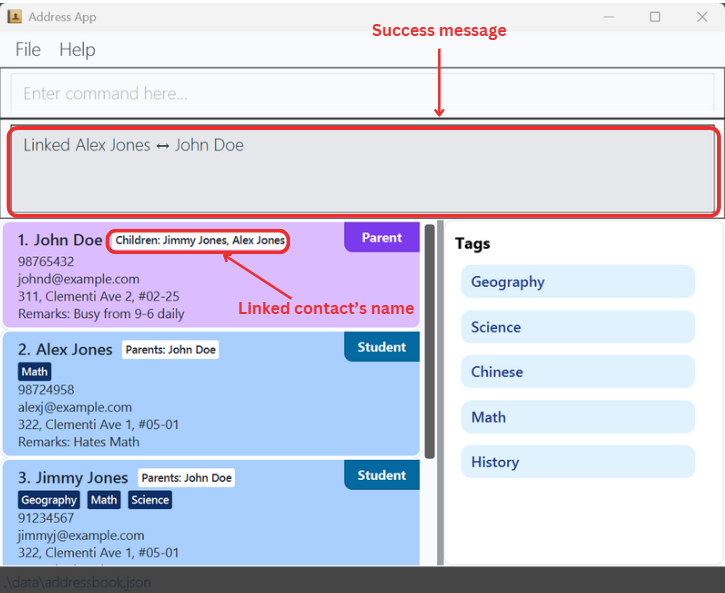 Address App
Success message
File Help
Enter command here...
Linked Alex Jones ↔ John Doe
1. John Doe Children: Jimmy Jones, Alex Jones Parent
98765432
johnd@example.com
311, Clementi Ave 2, #02-25
Remarks: Busy from 9-6 daily
Linked contact's name
2. Alex Jones Parents: John Doe Student
Math
98724958
alexj@example.com
322, Clementi Ave 1, #05-01
Remarks: Hates Math
3. Jimmy Jones Parents: John Doe Student
Geography Math Science
91234567
jimmyj@example.com
322, Clementi Ave 1, #05-01
Tags
Geography
Science
Chinese
Math
History
.\data\addressbook.json